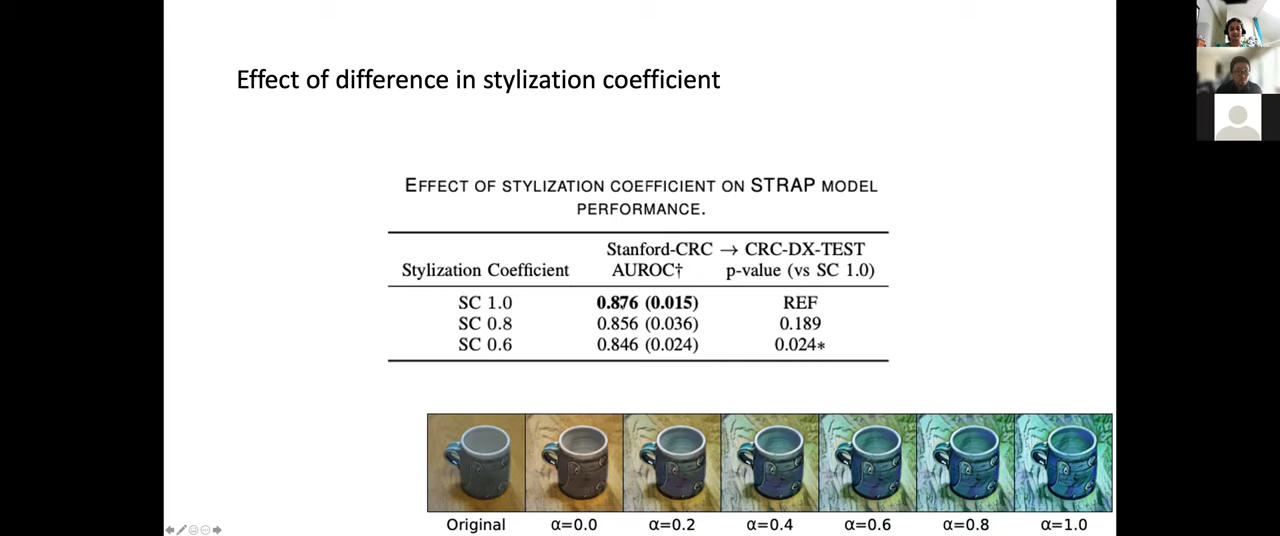 Effect of difference in stylization coefficient
EFFECT OF STYLIZATION COEFFICIENT ON STRAP MODEL
PERFORMANCE.
Stanford-CRC → CRC-DX-TEST
Stylization Coefficient AUROC† p-value (vs SC 1.0)
SC 1.0 0.876 (0.015) REF
SC 0.8 0.856 (0.036) 0.189
SC 0.6 0.846 (0.024) 0.024*
Original α=0.0 α=0.2 α=0.4 α=0.6 α=0.8 α=1.0